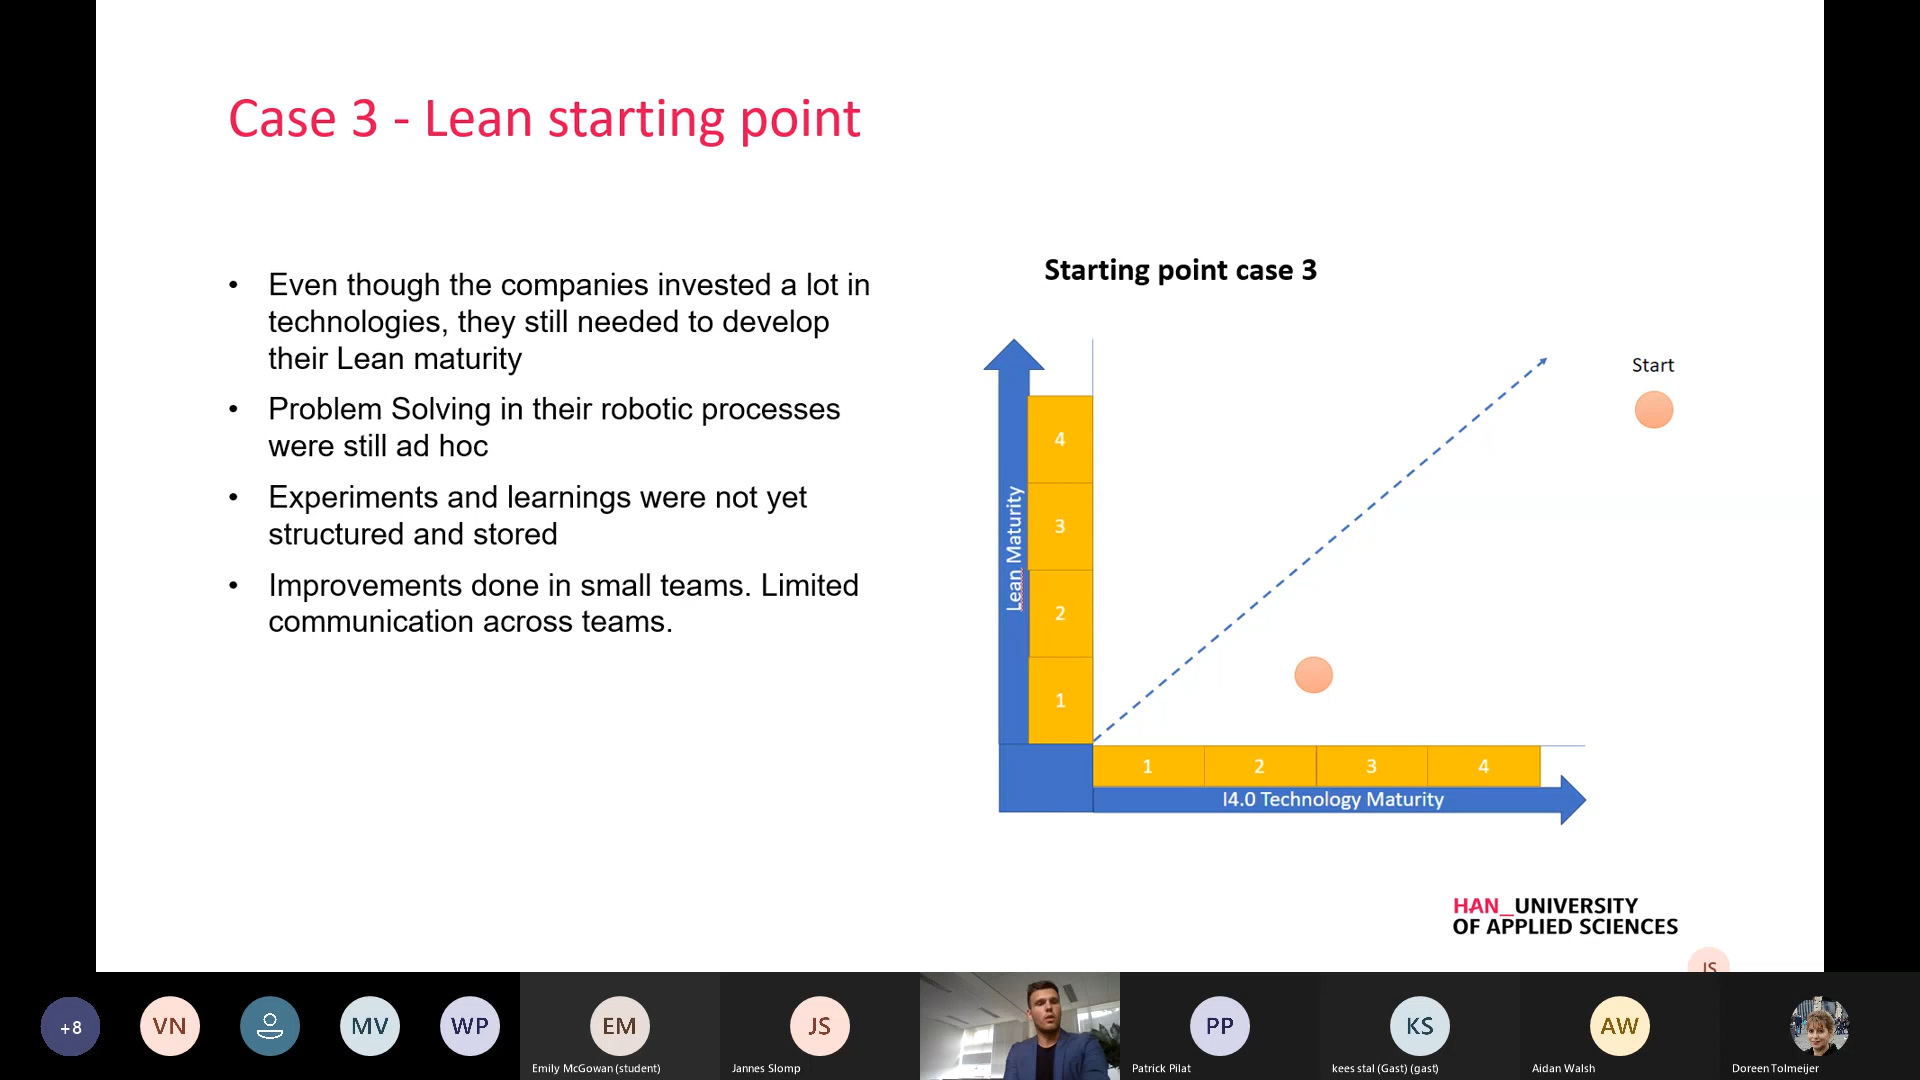 Case 3 - Lean starting point
• Even though the companies invested a lot in
technologies, they still needed to develop
their Lean maturity
• Problem Solving in their robotic processes
were still ad hoc
• Experiments and learnings were not yet
structured and stored
• Improvements done in small teams. Limited
communication across teams.
Starting point case 3
Start
Lean Maturity
4
3
2
1
1 2 3 4
I4.0 Technology Maturity
HAN_UNIVERSITY
OF APPLIED SCIENCES
JS
+8
VN
MV
WP
EM
Emily McGowan (student)
JS
Jannes Slomp
PP
Patrick Pilat
KS
kees stal (Gast) (gast)
AW
Aidan Walsh
Doreen Tolmeijer